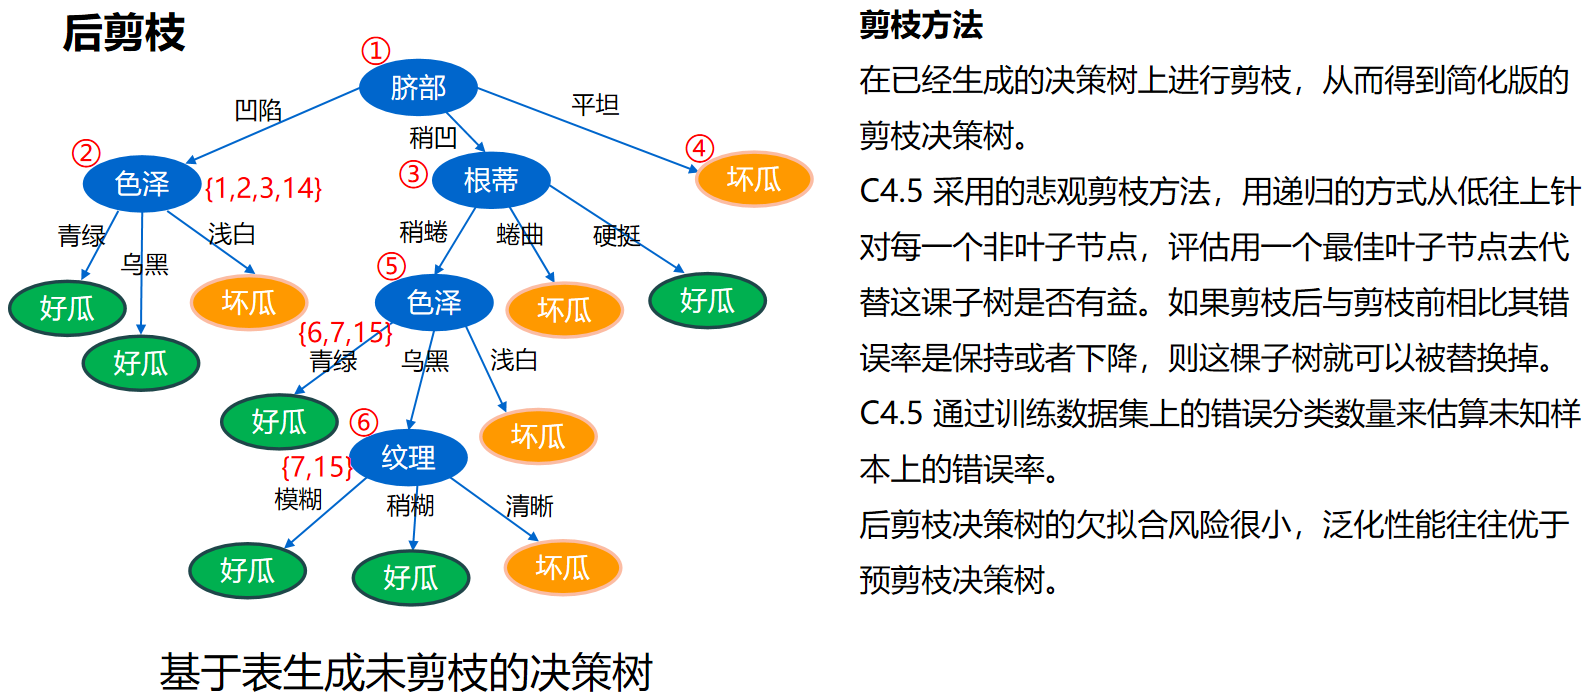 后剪枝
①
脐部
凹陷
稍凹
平坦
②
色泽
{1,2,3,14}
③
根蒂
④
坏瓜
青绿
乌黑
浅白
稍蜷
蜷曲
硬挺
好瓜
好瓜
坏瓜
⑤
色泽
{6,7,15}
坏瓜
好瓜
青绿
乌黑
浅白
好瓜
⑥
纹理
{7,15}
坏瓜
模糊
稍糊
清晰
好瓜
好瓜
坏瓜
基于表生成未剪枝的决策树
剪枝方法
在已经生成的决策树上进行剪枝，从而得到简化版的
剪枝决策树。
C4.5 采用的悲观剪枝方法，用递归的方式从低往上针
对每一个非叶子节点，评估用一个最佳叶子节点去代
替这课子树是否有益。如果剪枝后与剪枝前相比其错
误率是保持或者下降，则这棵子树就可以被替换掉。
C4.5 通过训练数据集上的错误分类数量来估算未知样
本上的错误率。
后剪枝决策树的欠拟合风险很小，泛化性能往往优于
预剪枝决策树。